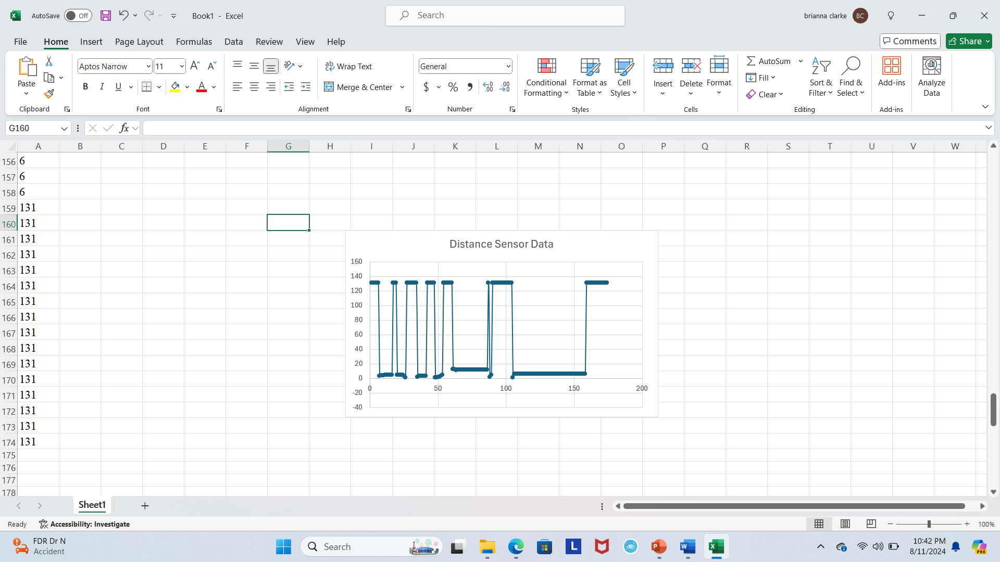 AutoSave Off Book1 - Excel Search brianna clarke BC
File Home Insert Page Layout Formulas Data Review View Help Comments Share
Paste Aptos Narrow 11 Wrap Text General Conditional Formatting Format as Table Cell Styles Insert Delete Format AutoSum Sort & Filter Find & Select Add-ins Analyze Data
B I U A Merge & Center $ % Fill Clear
Clipboard Font Alignment Number Styles Cells Editing Add-ins
G160 fx
A B C D E F G H I J K L M N O P Q R S T U V W
156 6
157 6
158 6
159 131
160 131
161 131
162 131
163 131
164 131
165 131
166 131
167 131
168 131
169 131
170 131
171 131
172 131
173 131
174 131
175
176
177
178
Distance Sensor Data
160
140
120
100
80
60
40
20
0
-20
-40
0 50 100 150 200
Sheet1
Ready Accessibility: Investigate 100%
FDR Dr N
Accident
Search
L P W X
10:42 PM
8/11/2024
PRE